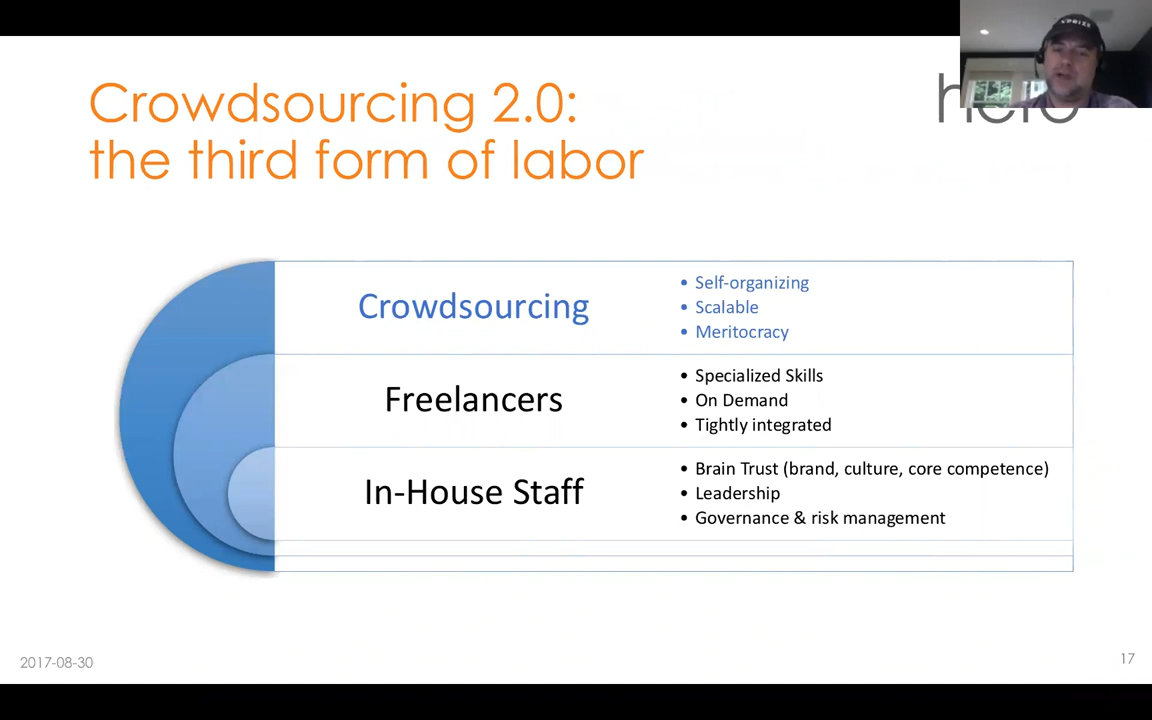 Crowdsourcing 2.0:
the third form of labor
Crowdsourcing
• Self-organizing
• Scalable
• Meritocracy
Freelancers
• Specialized Skills
• On Demand
• Tightly integrated
In-House Staff
• Brain Trust (brand, culture, core competence)
• Leadership
• Governance & risk management
2017-08-30
17